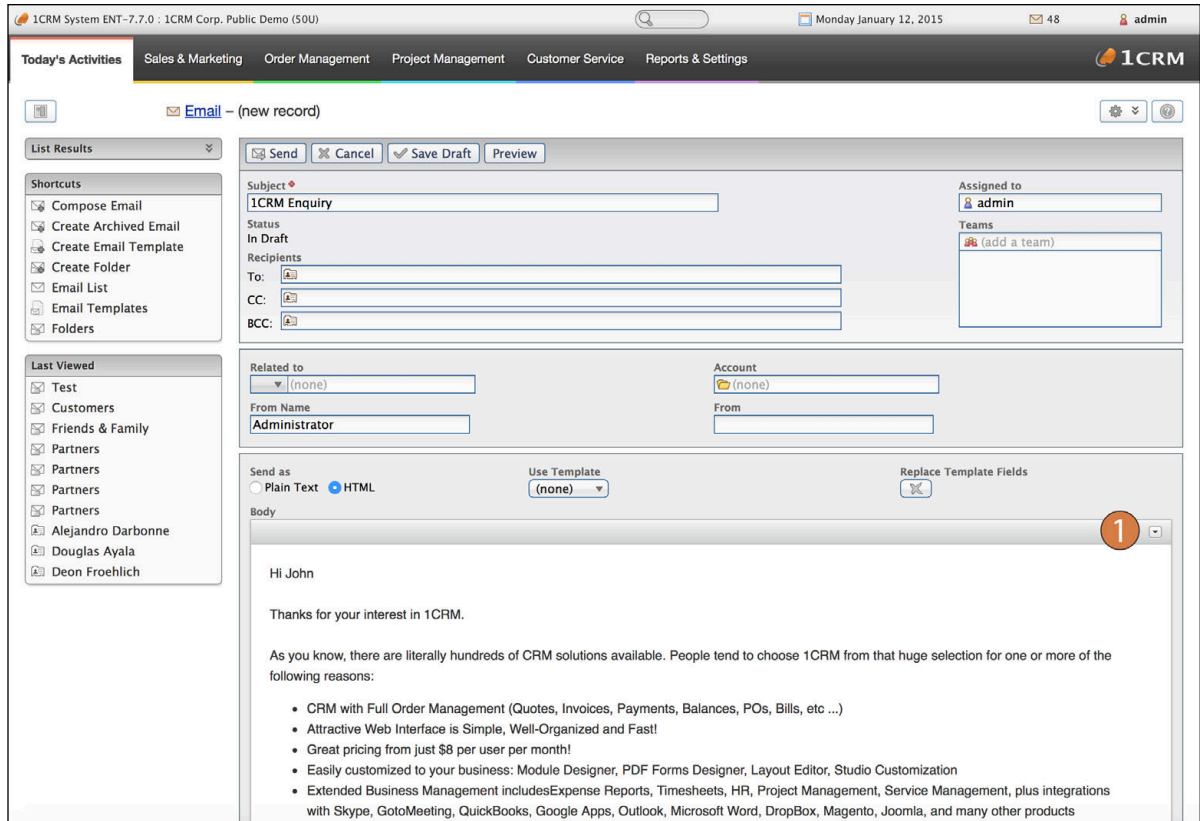 1CRM System ENT-7.7.0 : 1CRM Corp. Public Demo (50U)
Monday January 12, 2015
48
admin
Today's Activities
Sales & Marketing
Order Management
Project Management
Customer Service
Reports & Settings
1CRM
Email – (new record)
List Results
Shortcuts
Compose Email
Create Archived Email
Create Email Template
Create Folder
Email List
Email Templates
Folders
Last Viewed
Test
Customers
Friends & Family
Partners
Partners
Partners
Partners
Alejandro Darbonne
Douglas Ayala
Deon Froehlich
Send
Cancel
Save Draft
Preview
Subject
1CRM Enquiry
Status
In Draft
Recipients
To:
CC:
BCC:
Assigned to
admin
Teams
(add a team)
Related to
(none)
Account
(none)
From Name
Administrator
From
Send as
Plain Text
HTML
Use Template
(none)
Replace Template Fields
Body
1
Hi John
Thanks for your interest in 1CRM.
As you know, there are literally hundreds of CRM solutions available. People tend to choose 1CRM from that huge selection for one or more of the
following reasons:
• CRM with Full Order Management (Quotes, Invoices, Payments, Balances, POs, Bills, etc ...)
• Attractive Web Interface is Simple, Well-Organized and Fast!
• Great pricing from just $8 per user per month!
• Easily customized to your business: Module Designer, PDF Forms Designer, Layout Editor, Studio Customization
• Extended Business Management includesExpense Reports, Timesheets, HR, Project Management, Service Management, plus integrations
with Skype, GotoMeeting, QuickBooks, Google Apps, Outlook, Microsoft Word, DropBox, Magento, Joomla, and many other products